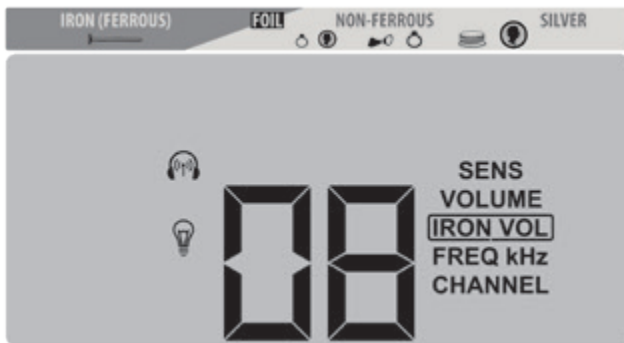 IRON (FERROUS) FOIL NON-FERROUS SILVER
SENS
VOLUME
IRON VOL
FREQ kHz
CHANNEL
08